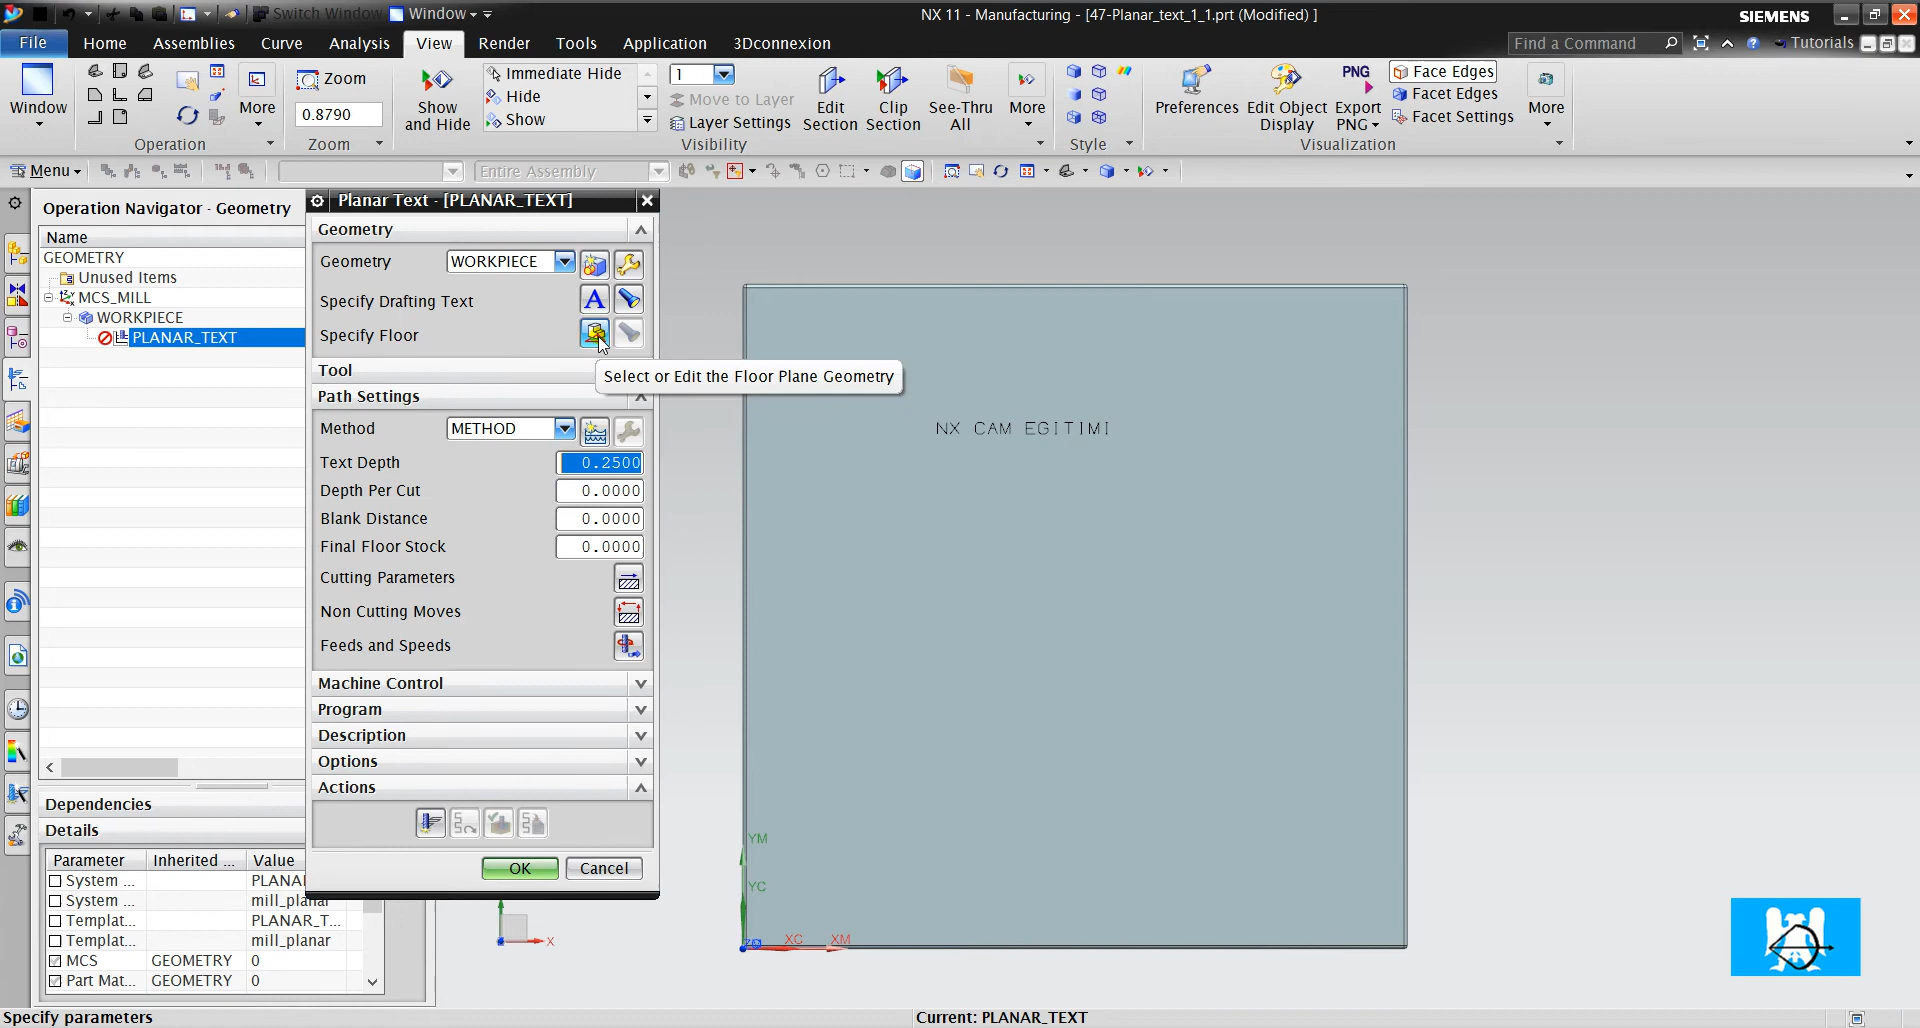 Switch Window
Window
NX 11 - Manufacturing - [47-Planar_text_1_1.prt (Modified) ]
SIEMENS
File
Home
Assemblies
Curve
Analysis
View
Render
Tools
Application
3Dconnexion
Find a Command
Tutorials
Window
More
Operation
Zoom
0.8790
Zoom
Show and Hide
Immediate Hide
Hide
Show
1
Move to Layer
Layer Settings
Visibility
Edit Section
Clip Section
See-Thru All
More
Style
Preferences
Edit Object Display
PNG
Export PNG
Face Edges
Facet Edges
Facet Settings
More
Visualization
Menu
Entire Assembly
Operation Navigator - Geometry
Name
GEOMETRY
Unused Items
MCS_MILL
WORKPIECE
PLANAR_TEXT
Dependencies
Details
Parameter Inherited ... Value
System ... PLANAI
System ... mill_planar
Templat... PLANAR_T...
Templat... mill_planar
MCS GEOMETRY 0
Part Mat... GEOMETRY 0
Planar Text - [PLANAR_TEXT]
Geometry
Geometry WORKPIECE
Specify Drafting Text
A
Specify Floor
Select or Edit the Floor Plane Geometry
Tool
Path Settings
Method METHOD
Text Depth 0.2500
Depth Per Cut 0.0000
Blank Distance 0.0000
Final Floor Stock 0.0000
Cutting Parameters
Non Cutting Moves
Feeds and Speeds
Machine Control
Program
Description
Options
Actions
OK
Cancel
NX CAM EGITIMI
YM
YC
XC
XM
X
Specify parameters
Current: PLANAR_TEXT